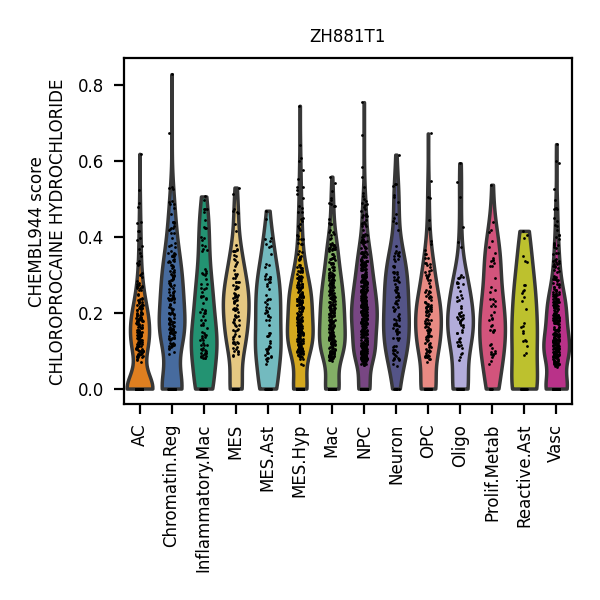 ZH881T1
CHEMBL944 score
CHLOROPROCAINE HYDROCHLORIDE
0.8
0.6
0.4
0.2
0.0
AC
Chromatin.Reg
Inflammatory.Mac
MES
MES.Ast
MES.Hyp
Mac
NPC
Neuron
OPC
Oligo
Prolif.Metab
Reactive.Ast
Vasc